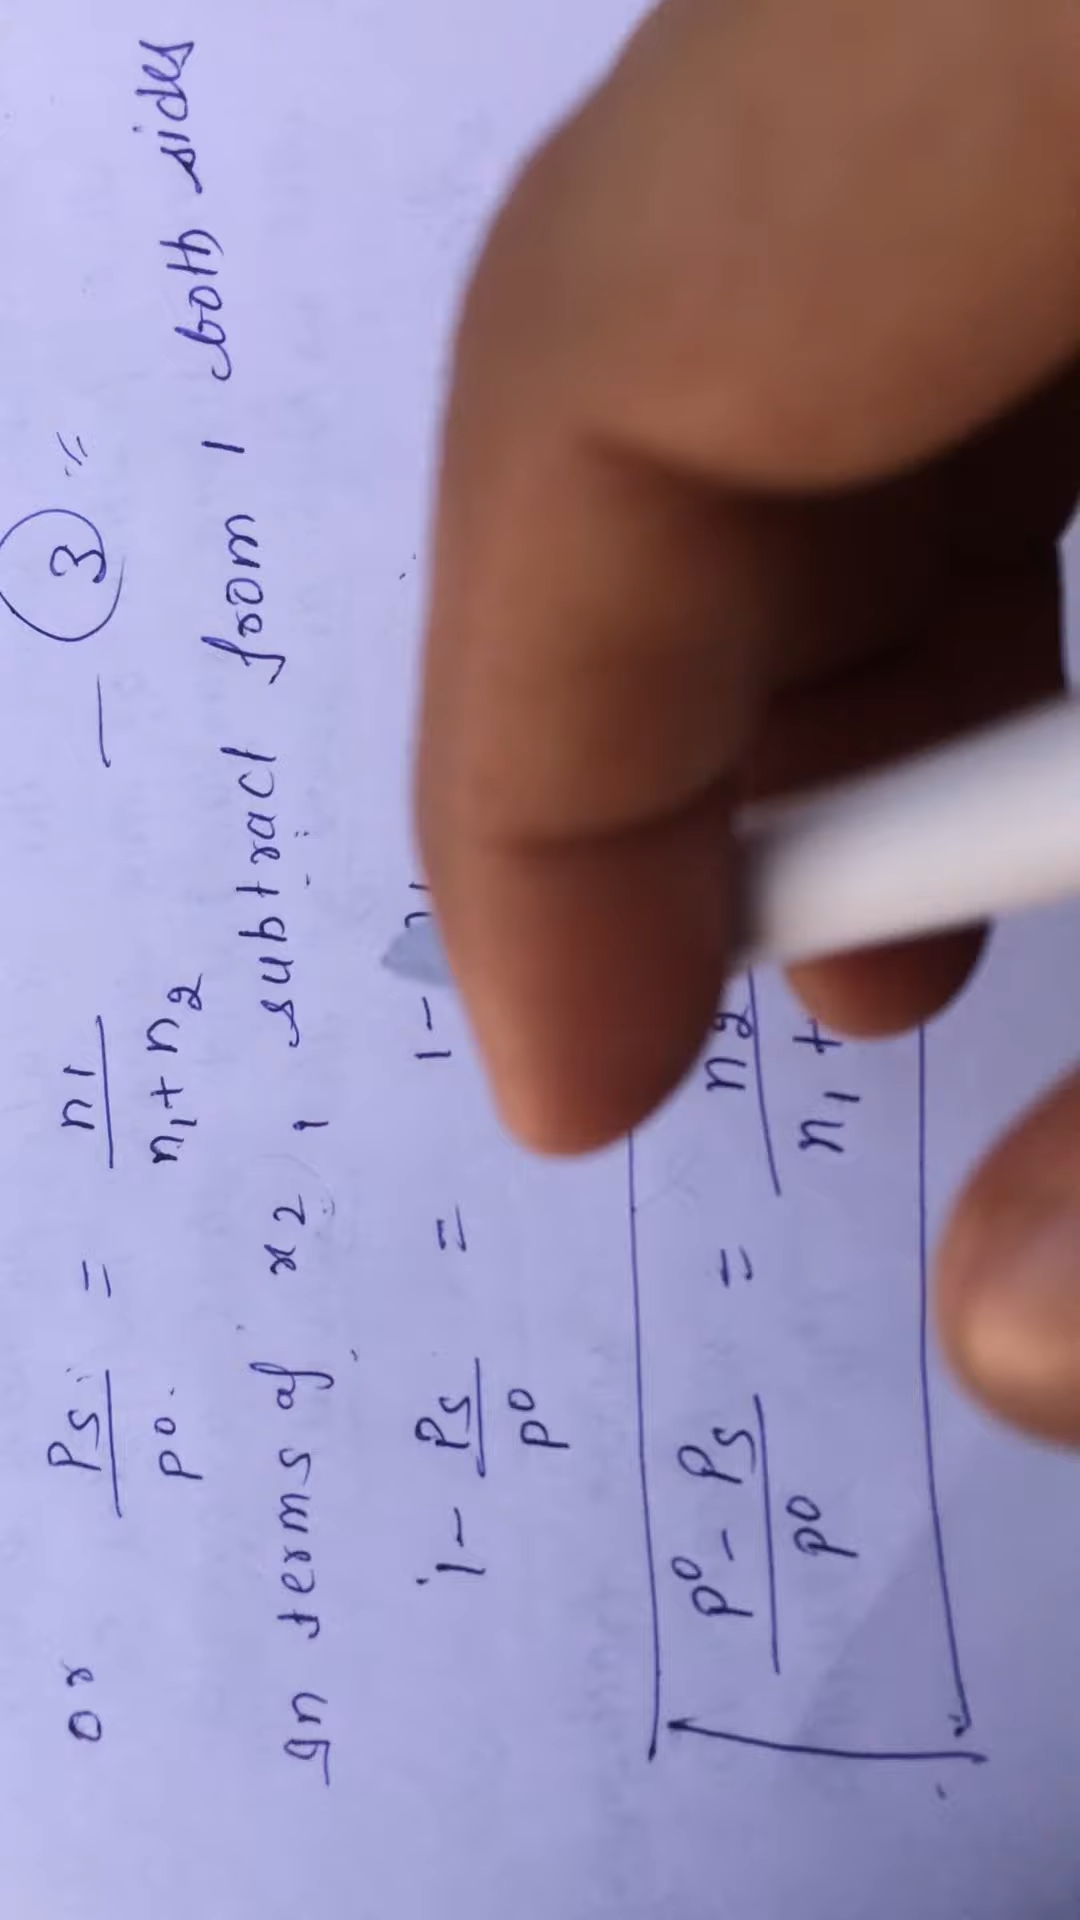 or Ps/P° = n1/n1+n2 — 3
In terms of x2, subtract from 1 both sides
1 - Ps/P° = 1 -
P° - Ps/P° = n2/n1 +